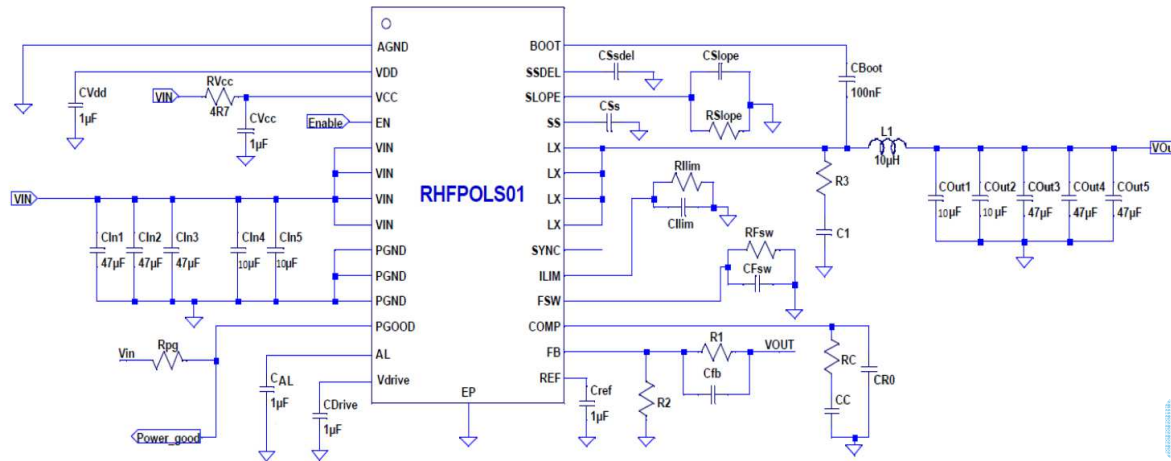 AGND
VDD
VCC
EN
VIN
VIN
VIN
VIN
PGND
PGND
PGND
PGOOD
AL
Vdrive
EP
RHFPOLS01
BOOT
SSDEL
SLOPE
SS
LX
LX
LX
LX
SYNC
ILIM
FSW
COMP
FB
REF
CVdd
1µF
VIN
RVcc
4R7
CVcc
1µF
Enable
VIN
CIn1
47µF
CIn2
47µF
CIn3
47µF
CIn4
10µF
CIn5
10µF
Vin
Rpg
Power_good
CAL
1µF
CDrive
1µF
CSsdel
CSlope
RSlope
CSs
CBoot
100nF
L1
10µH
R3
C1
RIlim
CIlim
RFsw
CFsw
COut1
10µF
COut2
10µF
COut3
47µF
COut4
47µF
COut5
47µF
R1
VOUT
Cfb
R2
Cref
1µF
RC
CC
CR0